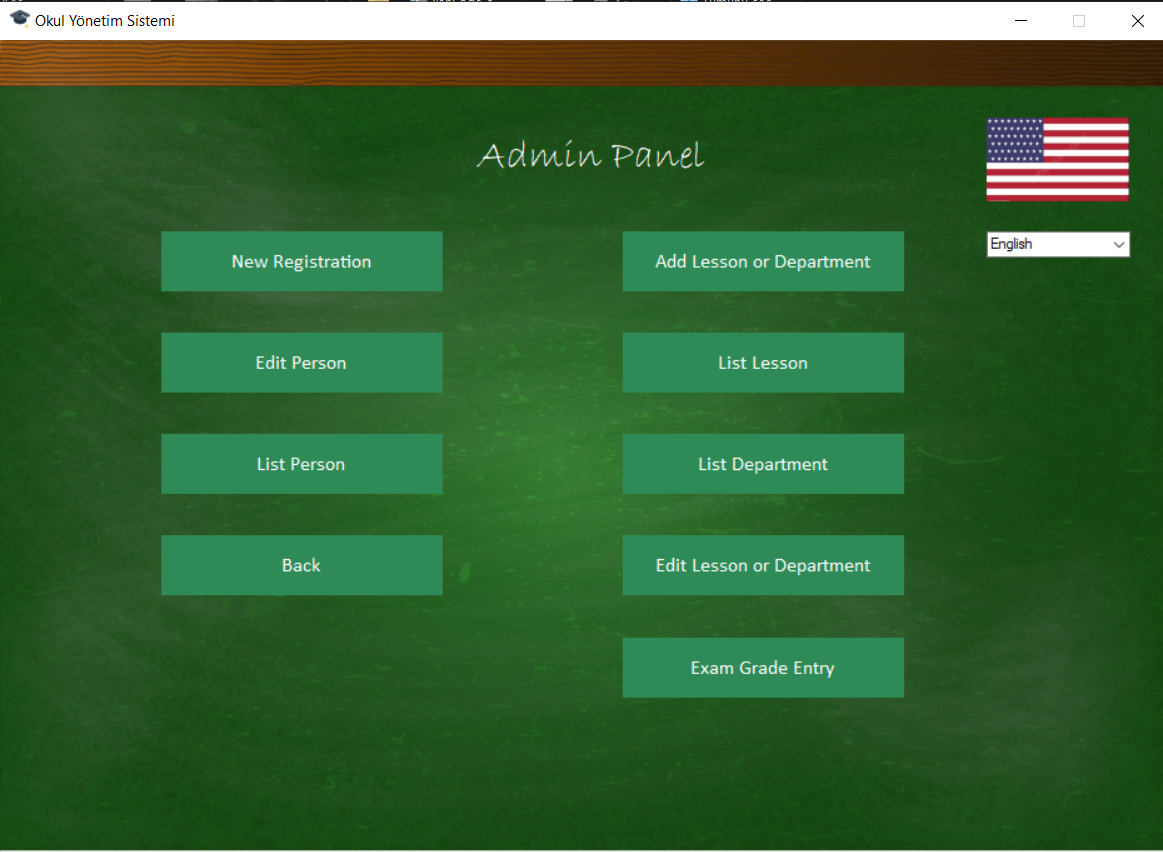 Okul Yönetim Sistemi
Admin Panel
English
New Registration
Add Lesson or Department
Edit Person
List Lesson
List Person
List Department
Back
Edit Lesson or Department
Exam Grade Entry